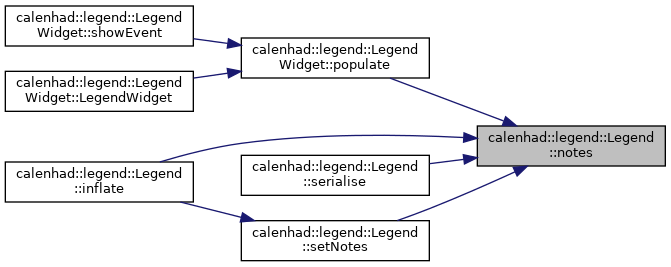 calenhad::legend::Legend
Widget::showEvent
calenhad::legend::Legend
Widget::populate
calenhad::legend::Legend
Widget::LegendWidget
calenhad::legend::Legend
::notes
calenhad::legend::Legend
::inflate
calenhad::legend::Legend
::serialise
calenhad::legend::Legend
::setNotes